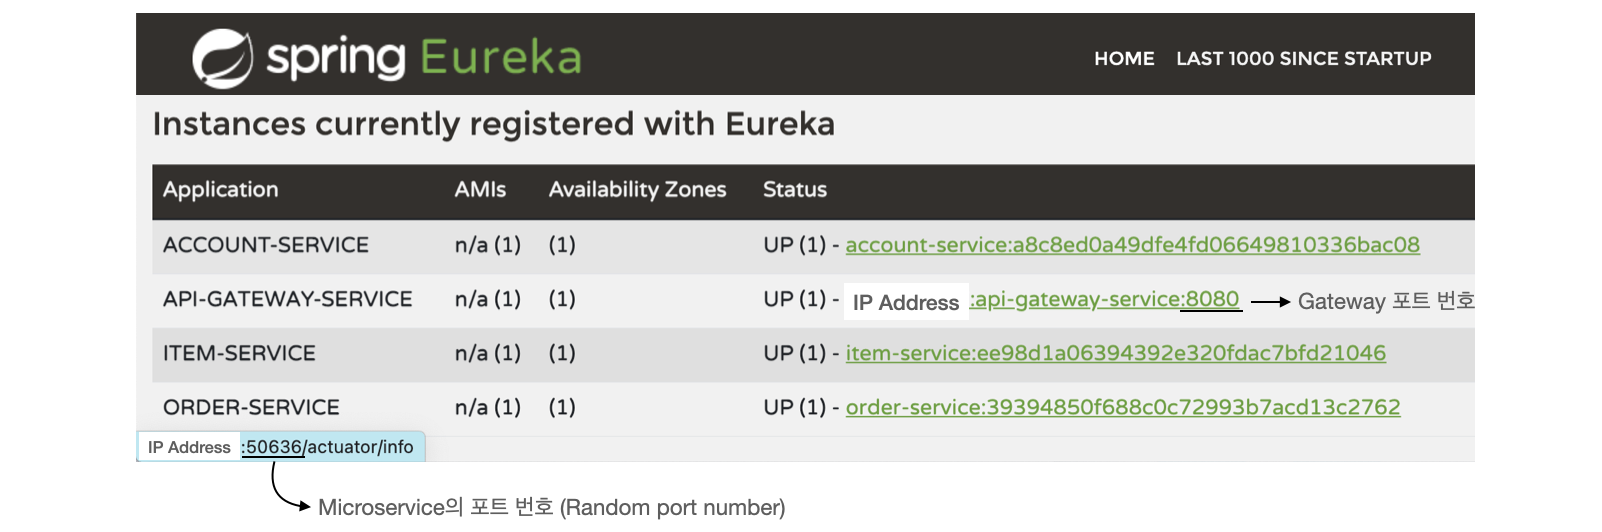 spring Eureka HOME LAST 1000 SINCE STARTUP
Instances currently registered with Eureka
Application AMIs Availability Zones Status
ACCOUNT-SERVICE n/a (1) (1) UP (1) - account-service:a8c8ed0a49dfe4fd06649810336bac08
API-GATEWAY-SERVICE n/a (1) (1) UP (1) - IP Address :api-gateway-service:8080 Gateway 포트 번호
ITEM-SERVICE n/a (1) (1) UP (1) - item-service:ee98d1a06394392e320fdac7bfd21046
ORDER-SERVICE n/a (1) (1) UP (1) - order-service:39394850f688c0c72993b7acd13c2762
IP Address :50636/actuator/info
Microservice의 포트 번호 (Random port number)